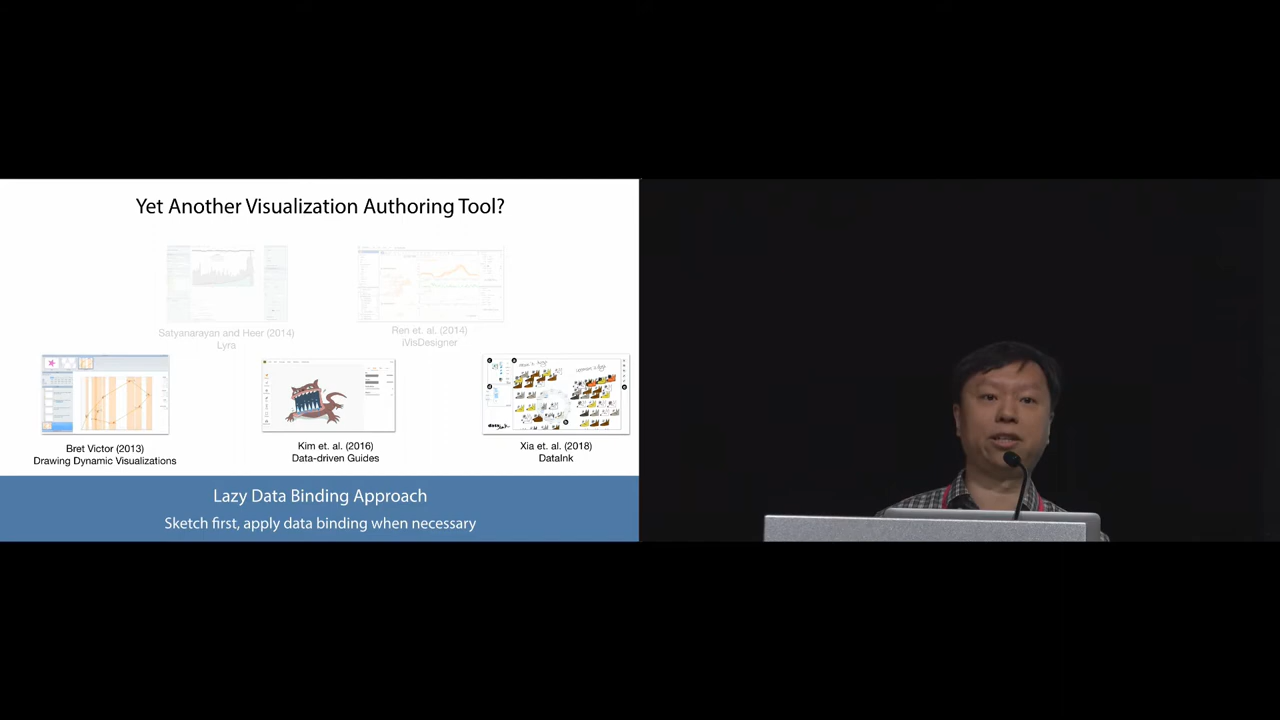 Yet Another Visualization Authoring Tool?
Satyanarayan and Heer (2014)
Lyra
Ren et. al. (2014)
iVisDesigner
Bret Victor (2013)
Drawing Dynamic Visualizations
Kim et. al. (2016)
Data-driven Guides
Xia et. al. (2018)
DataInk
Lazy Data Binding Approach
Sketch first, apply data binding when necessary